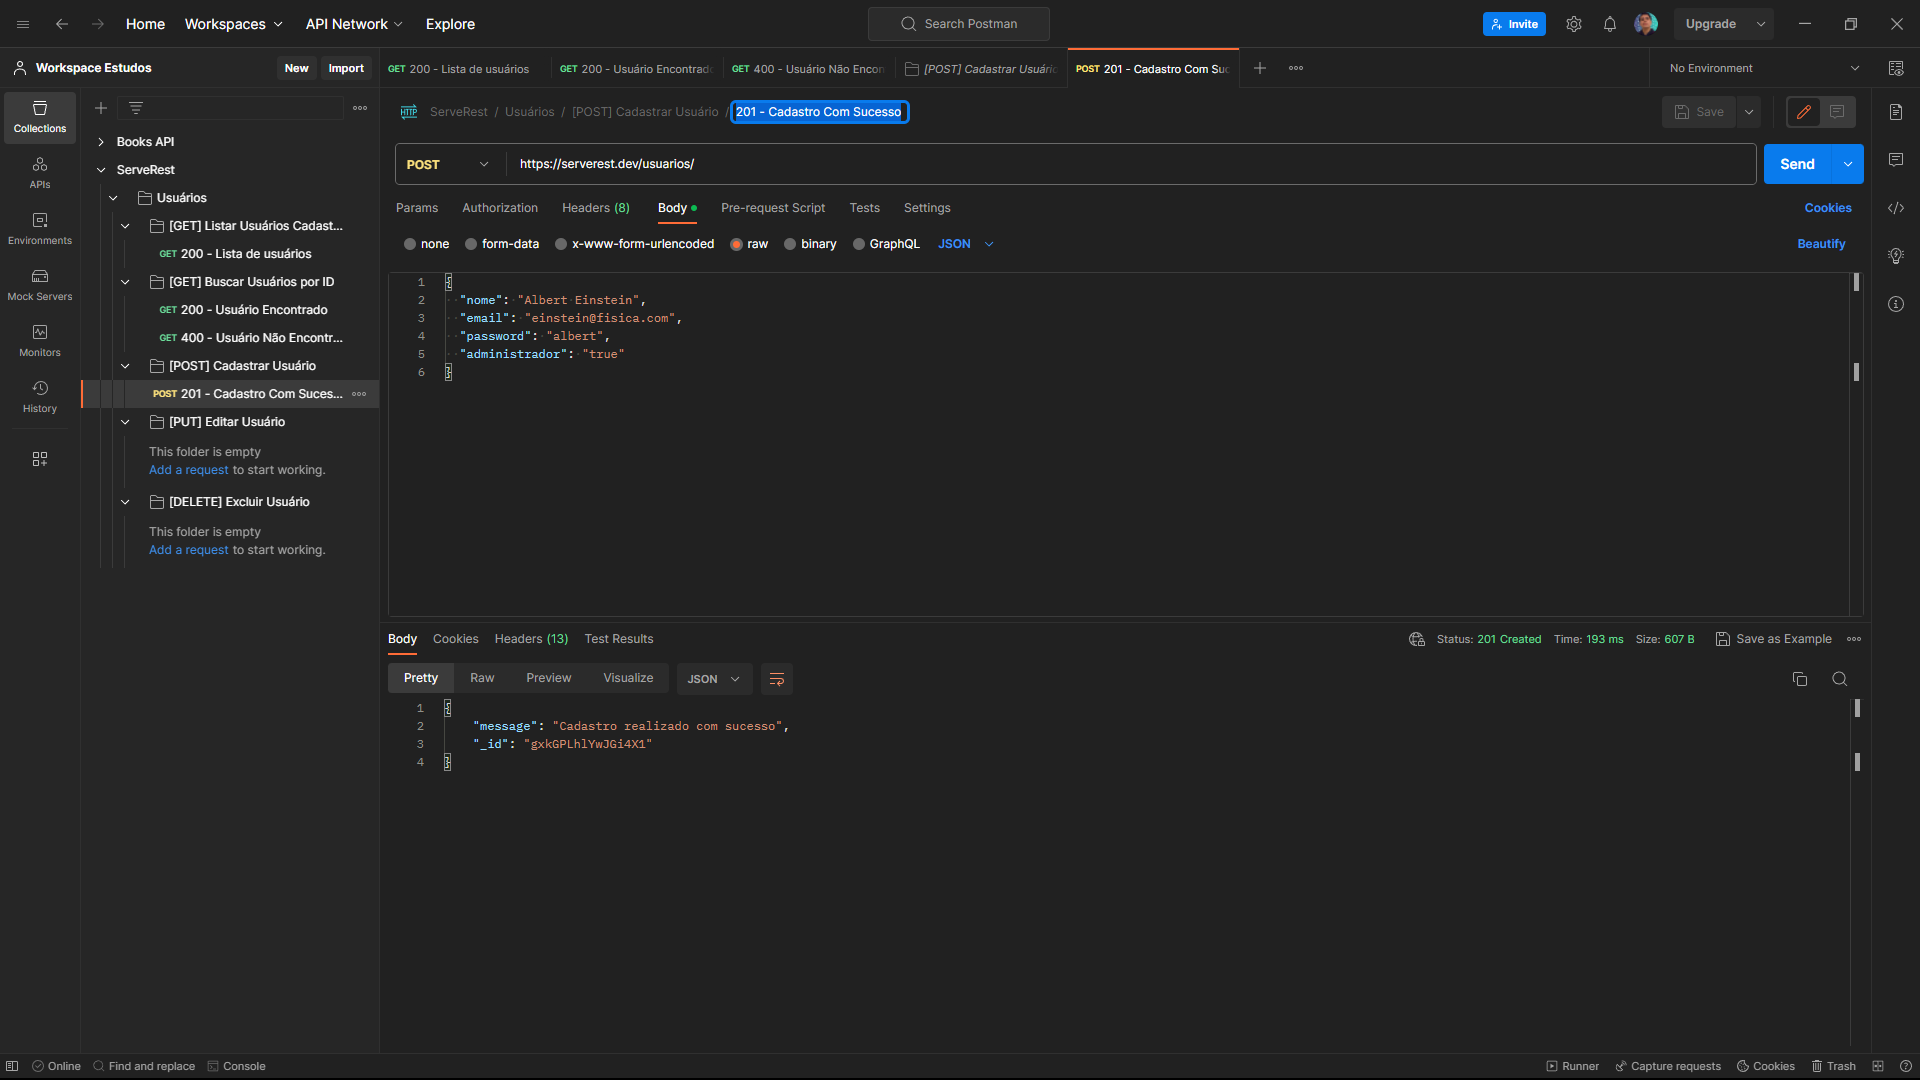 Home Workspaces API Network Explore Search Postman Invite Upgrade
Workspace Estudos New Import
GET 200 - Lista de usuários GET 200 - Usuário Encontrado GET 400 - Usuário Não Encon [POST] Cadastrar Usuário POST 201 - Cadastro Com Suc No Environment
Collections
APIs
Environments
Mock Servers
Monitors
History
Books API
ServeRest
Usuários
[GET] Listar Usuários Cadast...
GET 200 - Lista de usuários
[GET] Buscar Usuários por ID
GET 200 - Usuário Encontrado
GET 400 - Usuário Não Encontr...
[POST] Cadastrar Usuário
POST 201 - Cadastro Com Suces...
[PUT] Editar Usuário
This folder is empty
Add a request to start working.
[DELETE] Excluir Usuário
This folder is empty
Add a request to start working.
HTTP ServeRest / Usuários / [POST] Cadastrar Usuário / 201 - Cadastro Com Sucesso Save
POST https://serverest.dev/usuarios/ Send
Params Authorization Headers (8) Body Pre-request Script Tests Settings Cookies
none form-data x-www-form-urlencoded raw binary GraphQL JSON Beautify
1 {
2 "nome": "Albert Einstein",
3 "email": "einstein@fisica.com",
4 "password": "albert",
5 "administrador": "true"
6 }
Body Cookies Headers (13) Test Results Status: 201 Created Time: 193 ms Size: 607 B Save as Example
Pretty Raw Preview Visualize JSON
1 {
2 "message": "Cadastro realizado com sucesso",
3 "_id": "gxkGPLhlYwJGi4X1"
4 }
Online Find and replace Console Runner Capture requests Cookies Trash